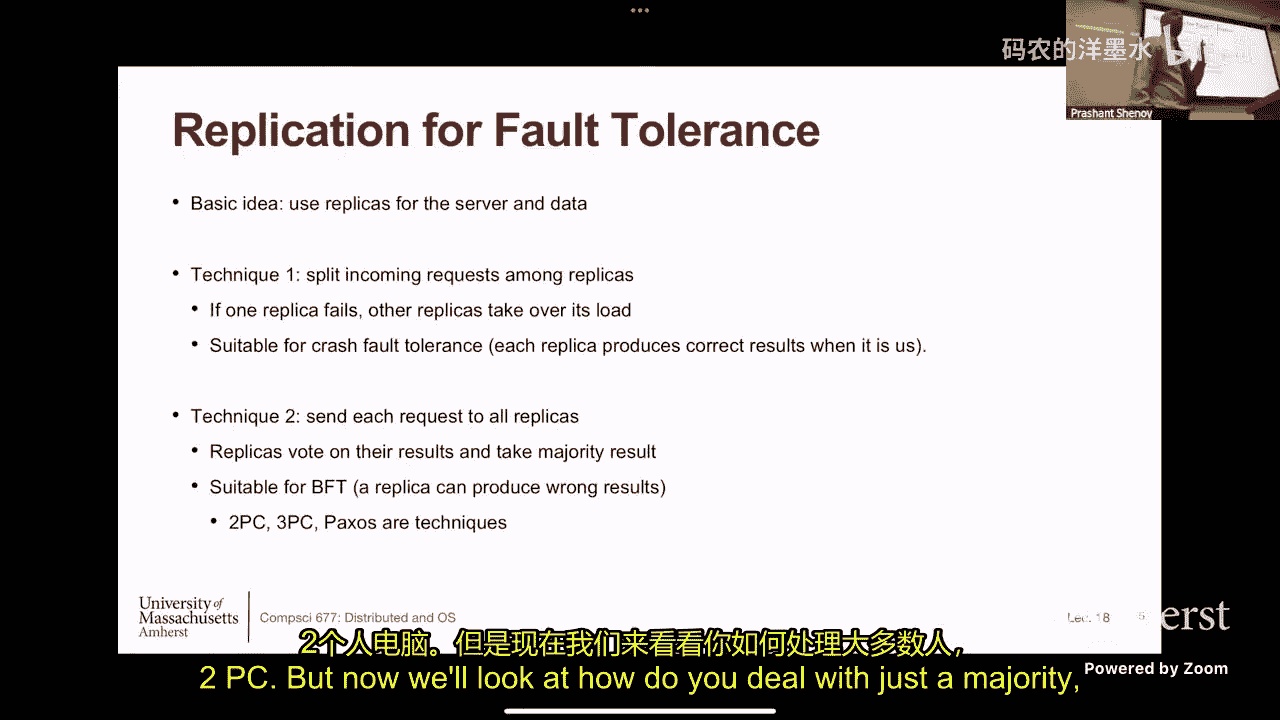 码农的洋墨水
Prashant Shenoy
Replication for Fault Tolerance
• Basic idea: use replicas for the server and data
• Technique 1: split incoming requests among replicas
• If one replica fails, other replicas take over its load
• Suitable for crash fault tolerance (each replica produces correct results when it is us).
• Technique 2: send each request to all replicas
• Replicas vote on their results and take majority result
• Suitable for BFT (a replica can produce wrong results)
• 2PC, 3PC, Paxos are techniques
University of
Massachusetts
Amherst
Compsci 677: Distributed and OS
Lec. 18
5
erst
2个人电脑。但是现在我们来看看你如何处理大多数人，
2 PC. But now we'll look at how do you deal with just a majority,
Powered by Zoom